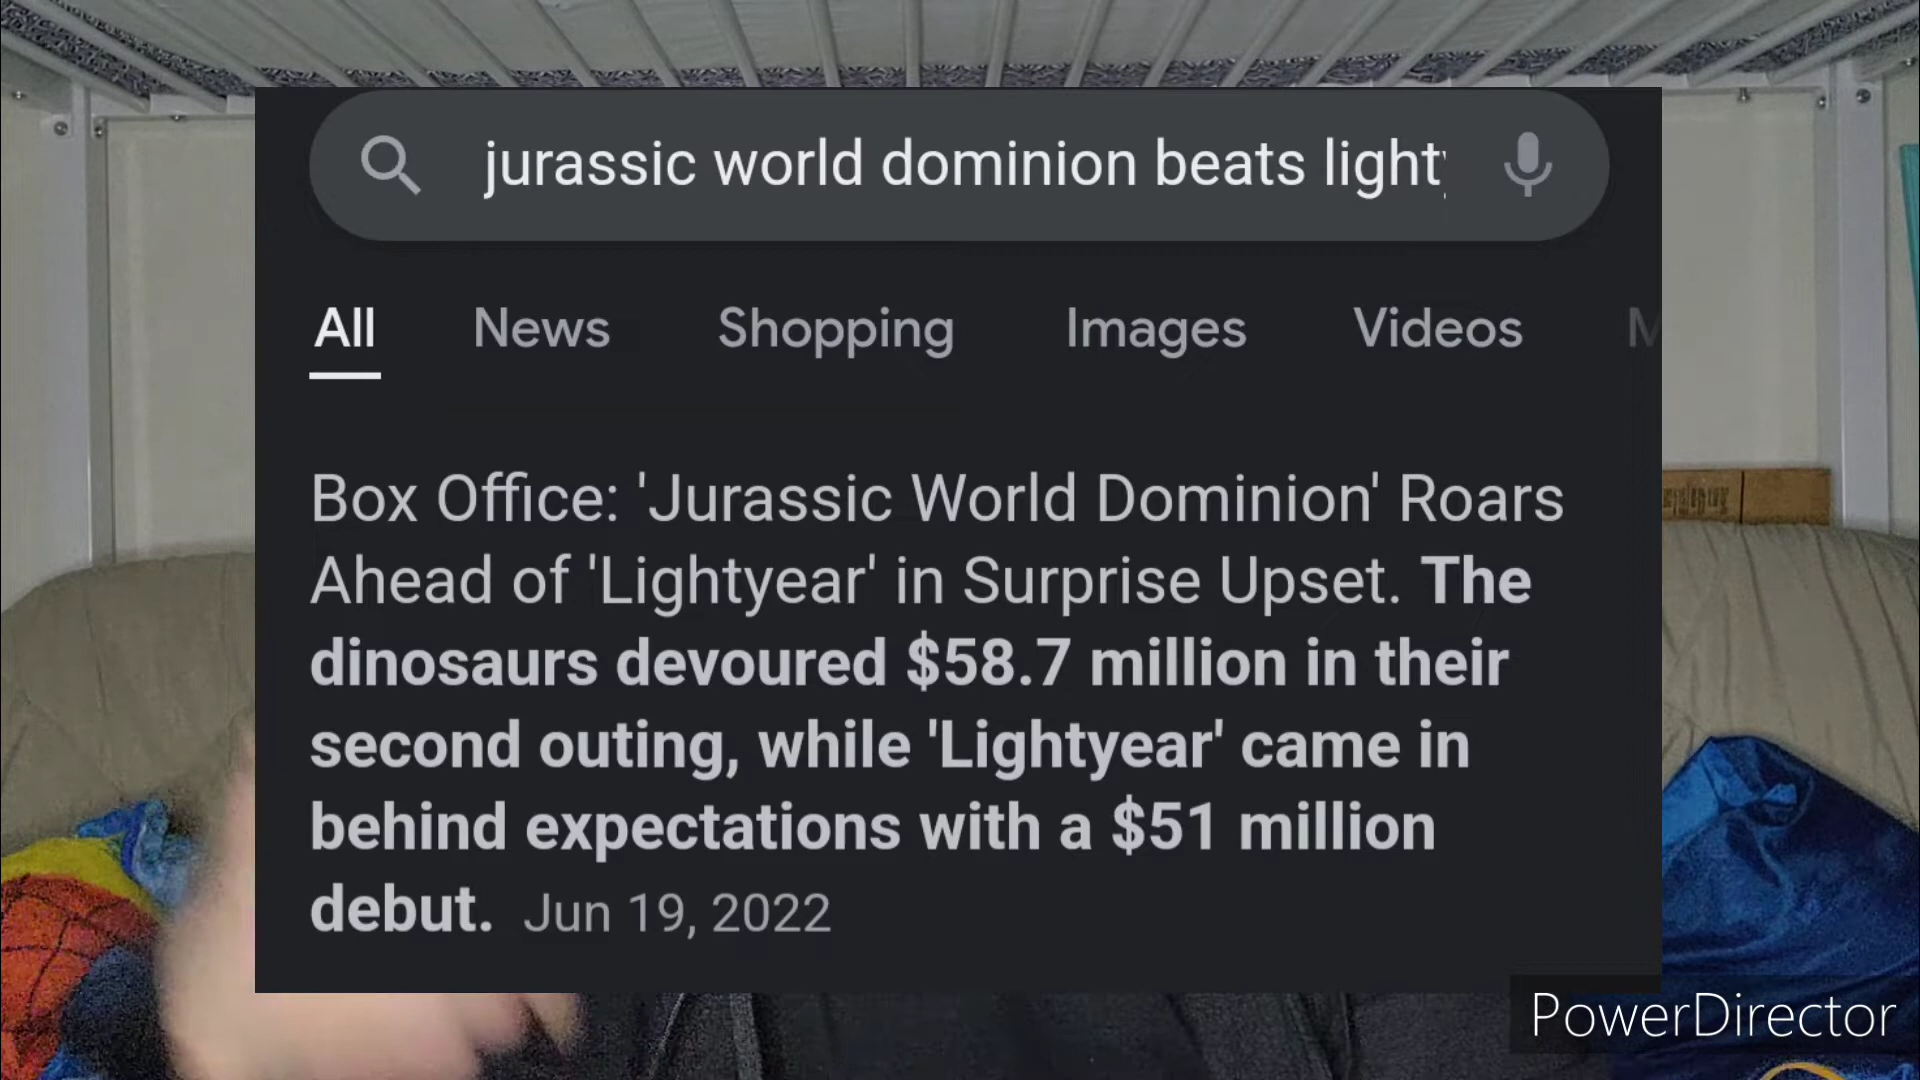 jurassic world dominion beats light
All News Shopping Images Videos
Box Office: 'Jurassic World Dominion' Roars
Ahead of 'Lightyear' in Surprise Upset. The
dinosaurs devoured $58.7 million in their
second outing, while 'Lightyear' came in
behind expectations with a $51 million
debut. Jun 19, 2022
PowerDirector